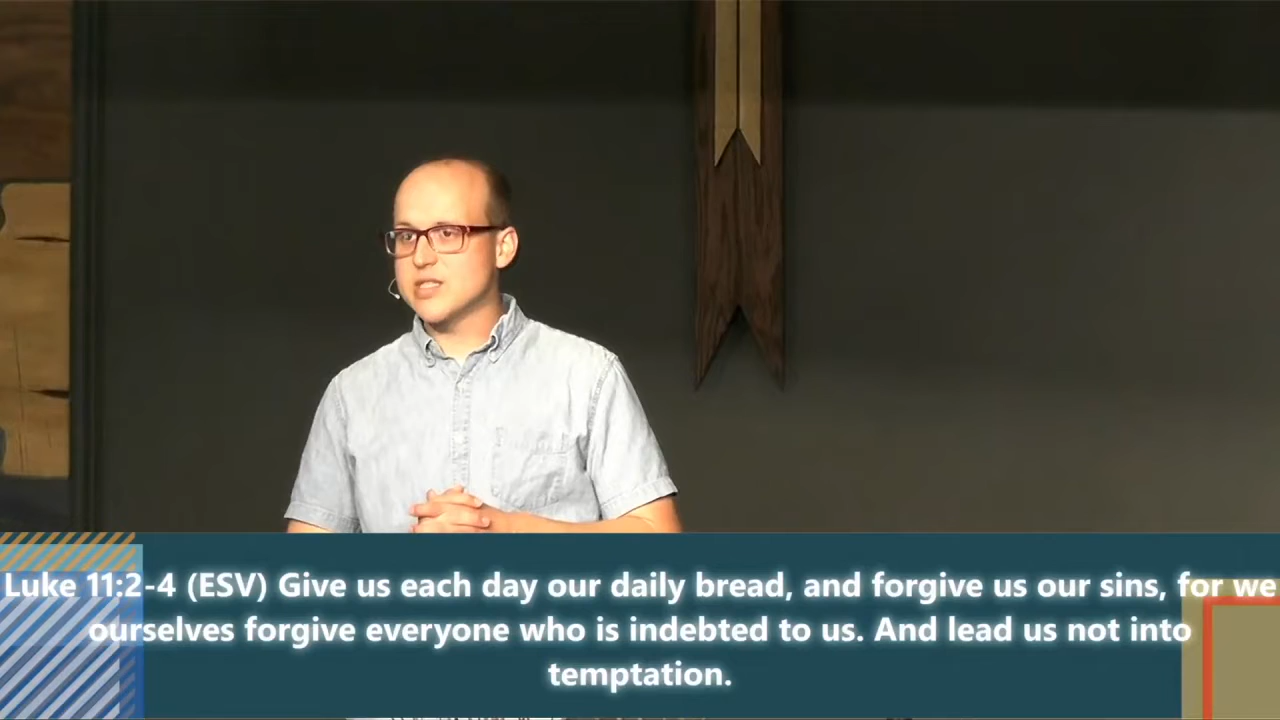 Luke 11:2-4 (ESV) Give us each day our daily bread, and forgive us our sins, for we
ourselves forgive everyone who is indebted to us. And lead us not into
temptation.